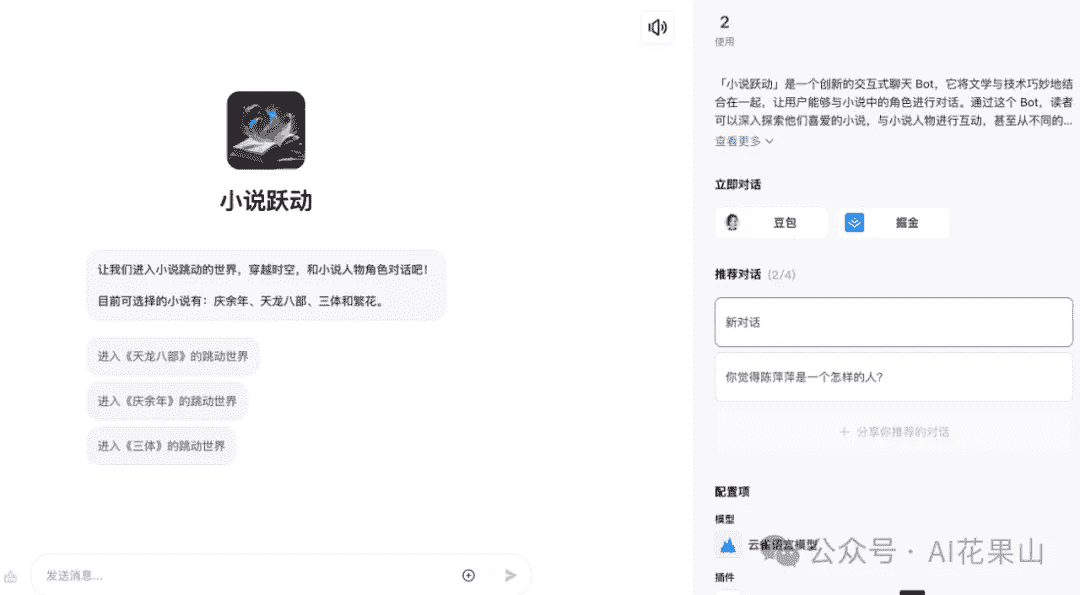 小说跃动
让我们进入小说跳动的世界，穿越时空，和小说人物角色对话吧！
目前可选择的小说有：庆余年、天龙八部、三体和繁花。
进入《天龙八部》的跳动世界
进入《庆余年》的跳动世界
进入《三体》的跳动世界
发送消息...
2
使用
「小说跃动」是一个创新的交互式聊天 Bot，它将文学与技术巧妙地结
合在一起，让用户能够与小说中的角色进行对话。通过这个 Bot，读者
可以深入探索他们喜爱的小说，与小说人物进行互动，甚至从不同的...
查看更多
立即对话
豆包
掘金
推荐对话 (2/4)
新对话
你觉得陈萍萍是一个怎样的人?
+ 分享你推荐的对话
配置项
模型
云雀语言模型
公众号 · AI花果山
插件